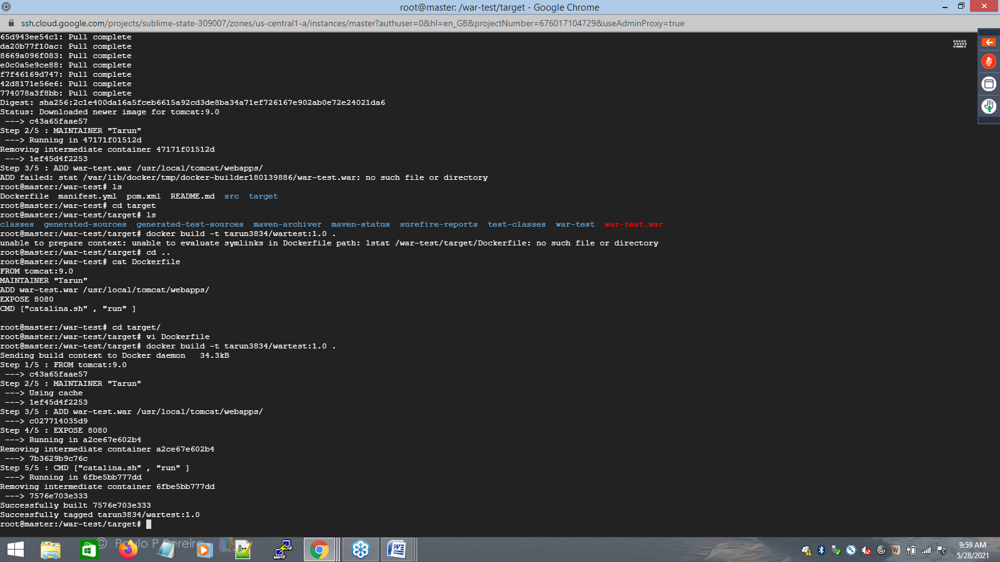 root@master: /war-test/target - Google Chrome
ssh.cloud.google.com/projects/sublime-state-309007/zones/us-central1-a/instances/master?authuser=0&hl=en_GB&projectNumber=676017104729&useAdminProxy=true
65d943ee54c1: Pull complete
da20b77f10ac: Pull complete
8669a096f083: Pull complete
e0c0a5e9ce88: Pull complete
f7f46169d747: Pull complete
42d8171e56e6: Pull complete
774078a3f8bb: Pull complete
Digest: sha256:2c1e400da16a5fceb6615a92cd3de8ba34a71ef726167e902ab0e72e24021da6
Status: Downloaded newer image for tomcat:9.0
---> c43a65faae57
Step 2/5 : MAINTAINER "Tarun"
---> Running in 47171f01512d
Removing intermediate container 47171f01512d
---> 1ef45d4f2253
Step 3/5 : ADD war-test.war /usr/local/tomcat/webapps/
ADD failed: stat /var/lib/docker/tmp/docker-builder180139886/war-test.war: no such file or directory
root@master:/war-test# ls
Dockerfile  manifest.yml  pom.xml  README.md  src  target
root@master:/war-test# cd target
root@master:/war-test/target# ls
classes  generated-sources  generated-test-sources  maven-archiver  maven-status  surefire-reports  test-classes  war-test  war-test.war
root@master:/war-test/target# docker build -t tarun3834/wartest:1.0 .
unable to prepare context: unable to evaluate symlinks in Dockerfile path: lstat /war-test/target/Dockerfile: no such file or directory
root@master:/war-test/target# cd ..
root@master:/war-test# cat Dockerfile
FROM tomcat:9.0
MAINTAINER "Tarun"
ADD war-test.war /usr/local/tomcat/webapps/
EXPOSE 8080
CMD ["catalina.sh" , "run" ]
root@master:/war-test# cd target/
root@master:/war-test/target# vi Dockerfile
root@master:/war-test/target# docker build -t tarun3834/wartest:1.0 .
Sending build context to Docker daemon   34.3kB
Step 1/5 : FROM tomcat:9.0
---> c43a65faae57
Step 2/5 : MAINTAINER "Tarun"
---> Using cache
---> 1ef45d4f2253
Step 3/5 : ADD war-test.war /usr/local/tomcat/webapps/
---> c027714035d9
Step 4/5 : EXPOSE 8080
---> Running in a2ce67e602b4
Removing intermediate container a2ce67e602b4
---> 7b3629b9c76c
Step 5/5 : CMD ["catalina.sh" , "run" ]
---> Running in 6fbe5bb777dd
Removing intermediate container 6fbe5bb777dd
---> 7576e703e333
Successfully built 7576e703e333
Successfully tagged tarun3834/wartest:1.0
root@master:/war-test/target#
© Paulo P Pereira
9:59 AM
5/28/2021